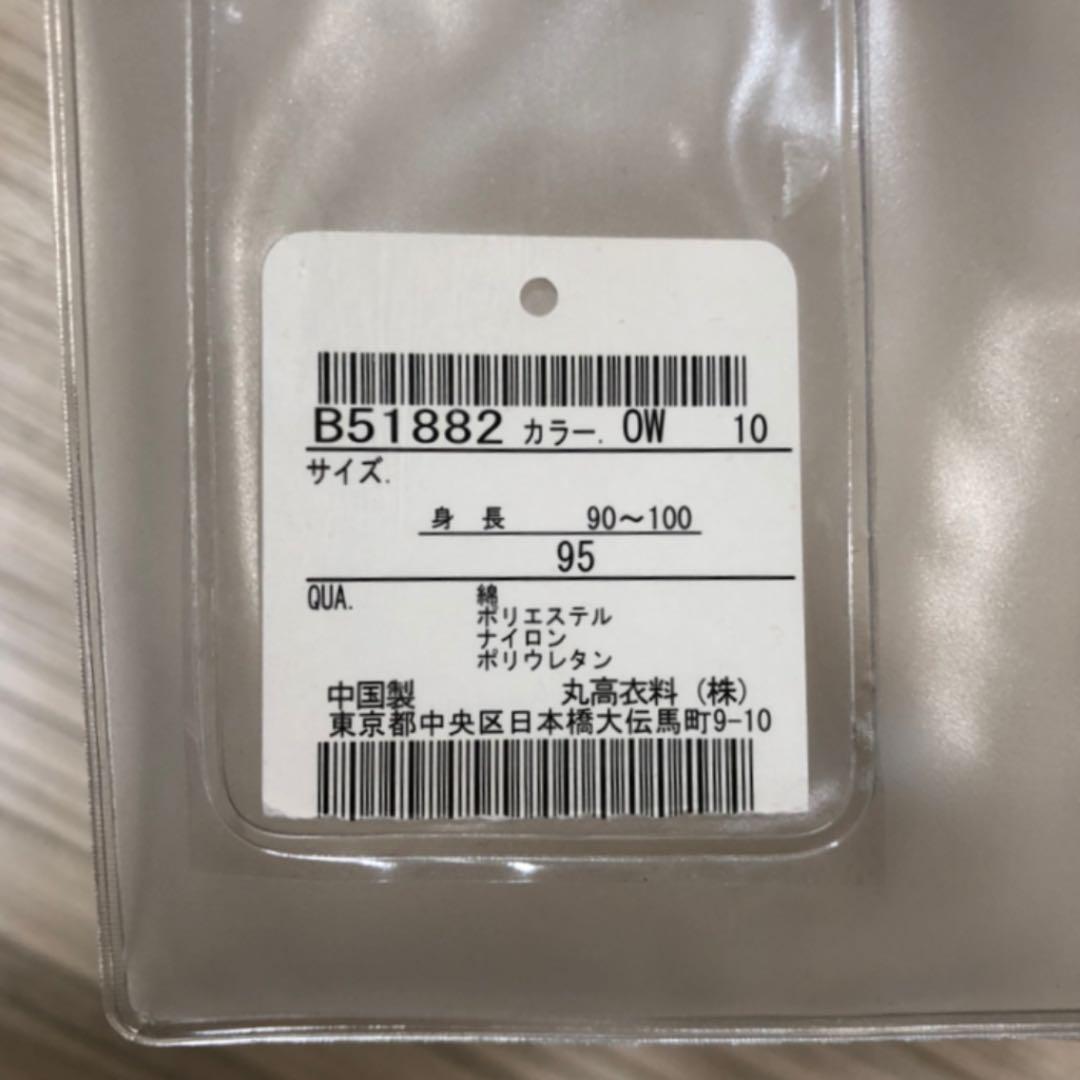 B51882 カラー. OW 10
サイズ.
身 長 90〜100
95
QUA. 綿
ポリエステル
ナイロン
ポリウレタン
中国製 丸高衣料(株)
東京都中央区日本橋大伝馬町9-10